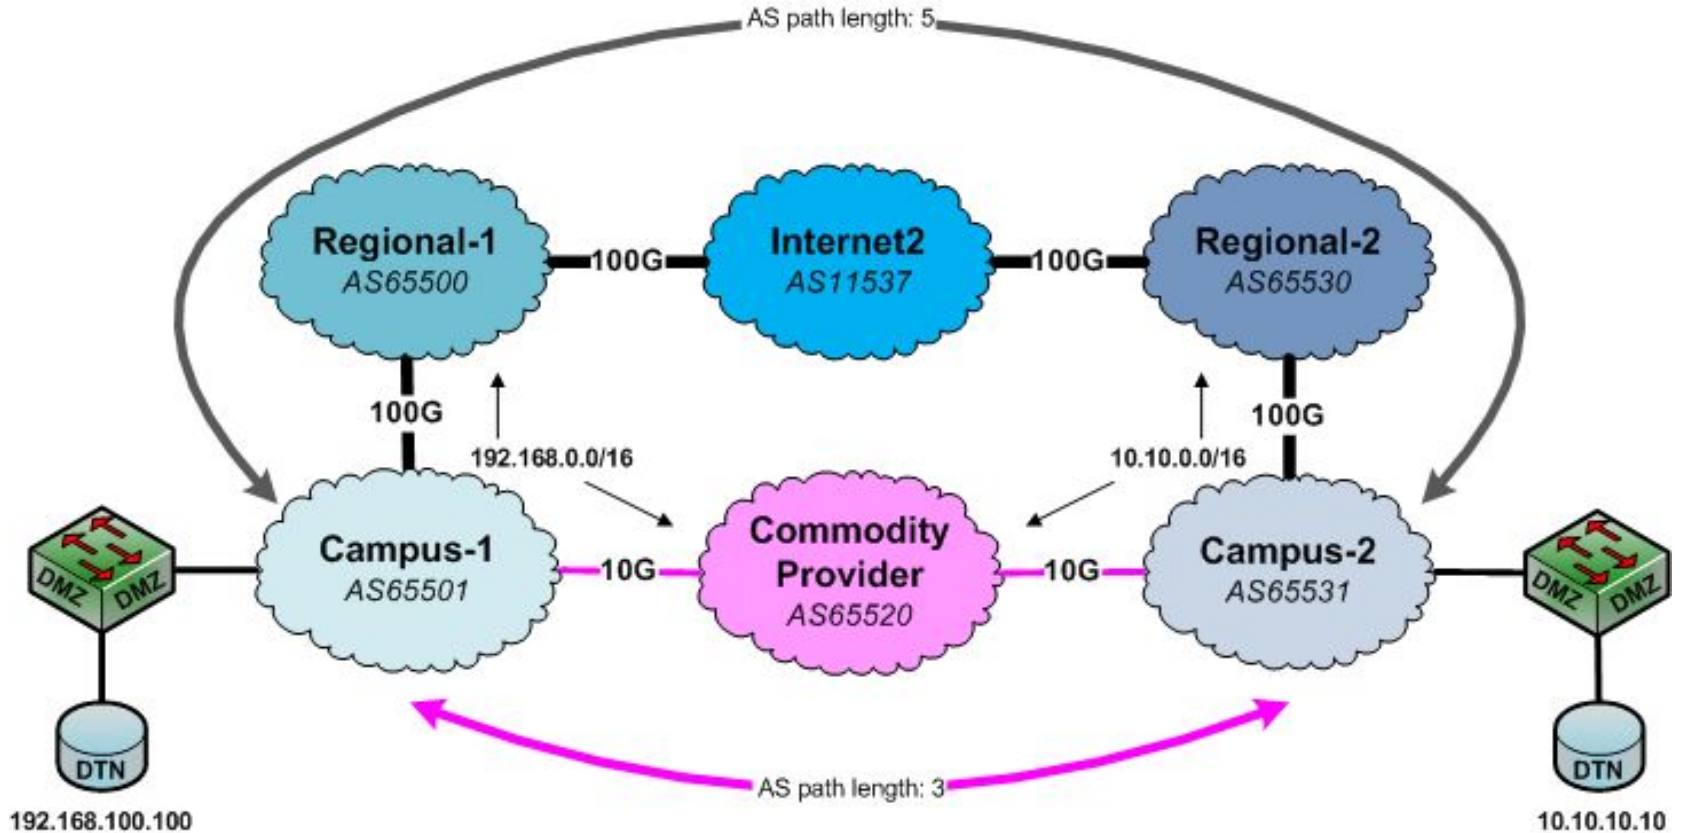 AS path length: 5
Regional-1
AS65500
100G
Internet2
AS11537
100G
Regional-2
AS65530
100G
100G
192.168.0.0/16
10.10.0.0/16
Campus-1
AS65501
10G
Commodity
Provider
AS65520
10G
Campus-2
AS65531
DMZ
DMZ
DMZ
DMZ
DTN
DTN
AS path length: 3
192.168.100.100
10.10.10.10